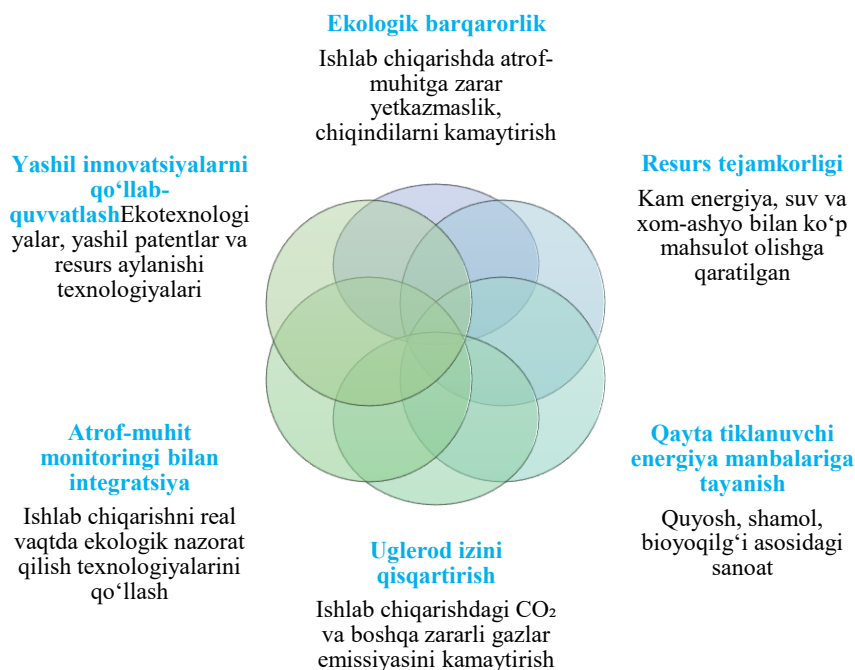 Ekologik barqarorlik
Ishlab chiqarishda atrof-
muhitga zarar
yetkazmaslik,
chiqindilarni kamaytirish
Resurs tejamkorligi
Kam energiya, suv va
xom-ashyo bilan ko‘p
mahsulot olishga
qaratilgan
Qayta tiklanuvchi
energiya manbalariga
tayanish
Quyosh, shamol,
bioyoqilg‘i asosidagi
sanoat
Uglerod izini
qisqartirish
Ishlab chiqarishdagi CO₂
va boshqa zararli gazlar
emissiyasini kamaytirish
Atrof-muhit
monitoringi bilan
integratsiya
Ishlab chiqarishni real
vaqtda ekologik nazorat
qilish texnologiyalarini
qo‘llash
Yashil innovatsiyalarni
qo‘llab-
quvvatlashEkotexnologi
yalar, yashil patentlar va
resurs aylanishi
texnologiyalari